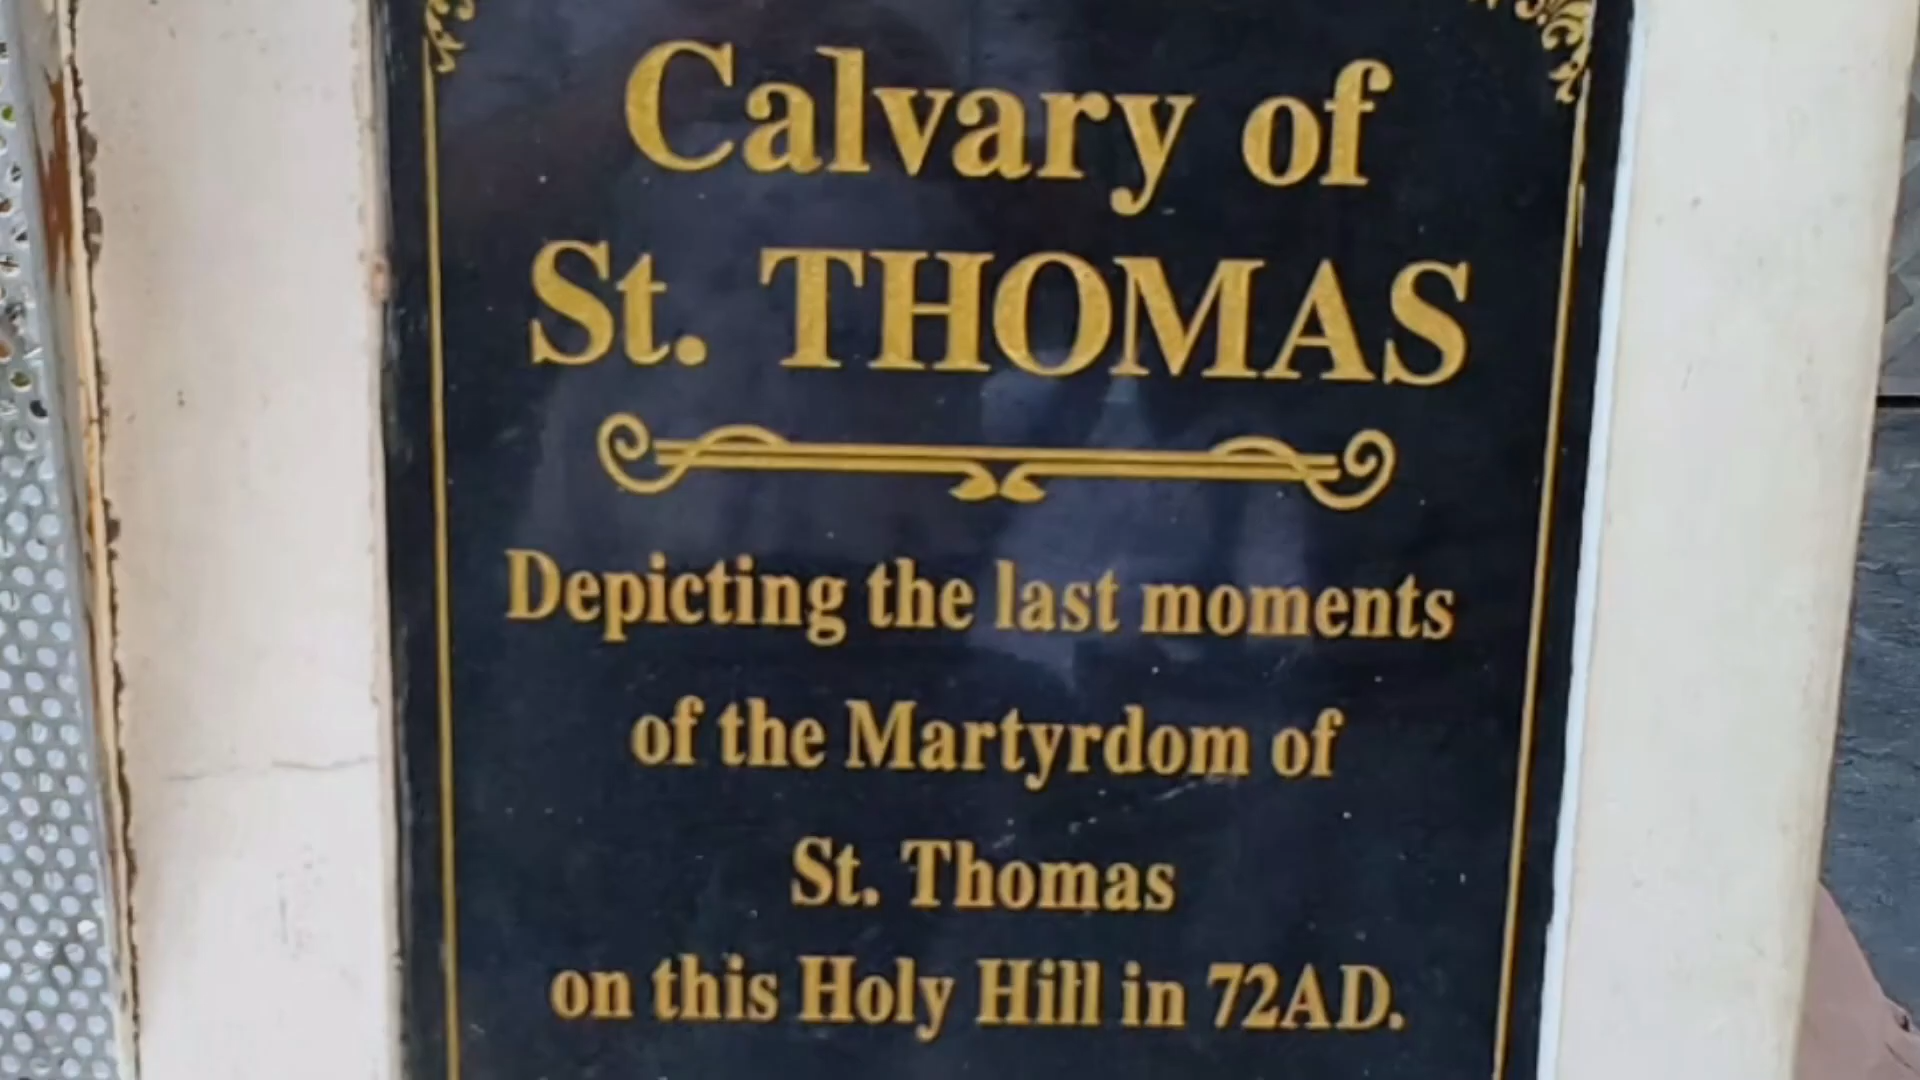 Calvary of
St. THOMAS
Depicting the last moments
of the Martyrdom of
St. Thomas
on this Holy Hill in 72AD.